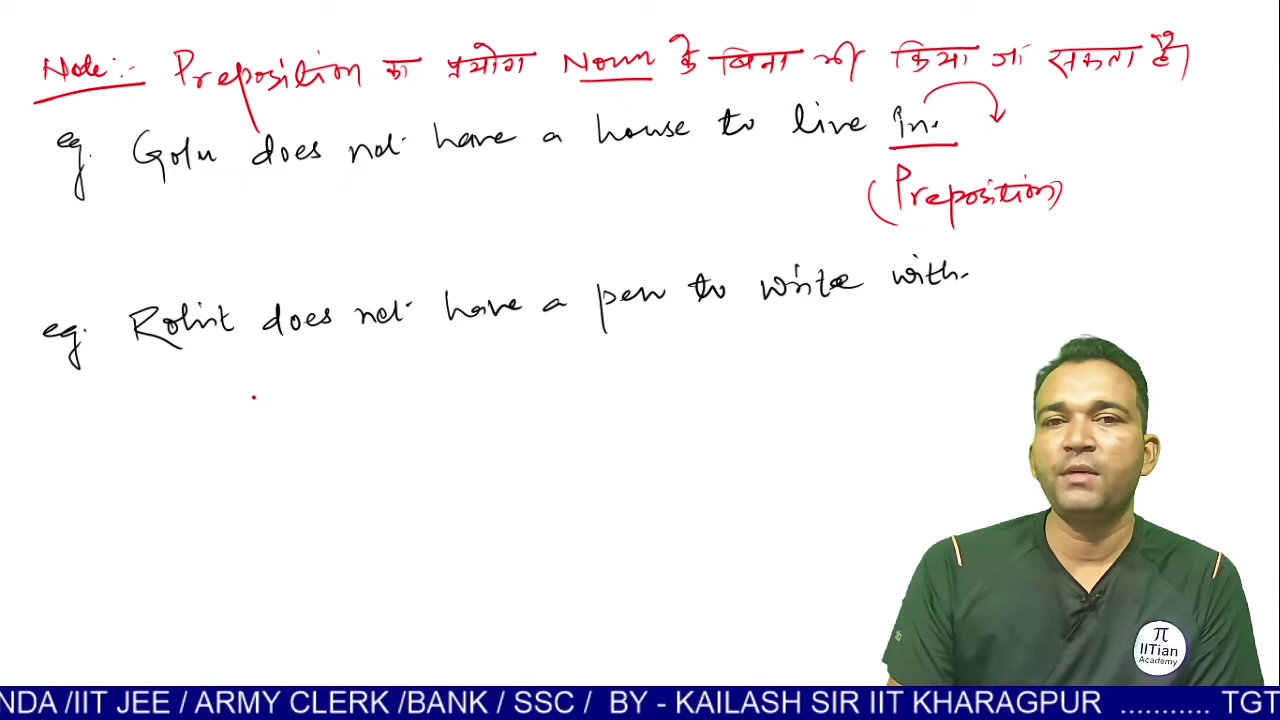 Note:- Preposition का प्रयोग Noun के बिना भी किया जा सकता है।
eg. Golu does not have a house to live in.
(Preposition)
eg. Rohit does not have a pen to write with.
π
IITian
Academy
NDA /IIT JEE / ARMY CLERK /BANK / SSC / BY - KAILASH SIR IIT KHARAGPUR ........... TGT